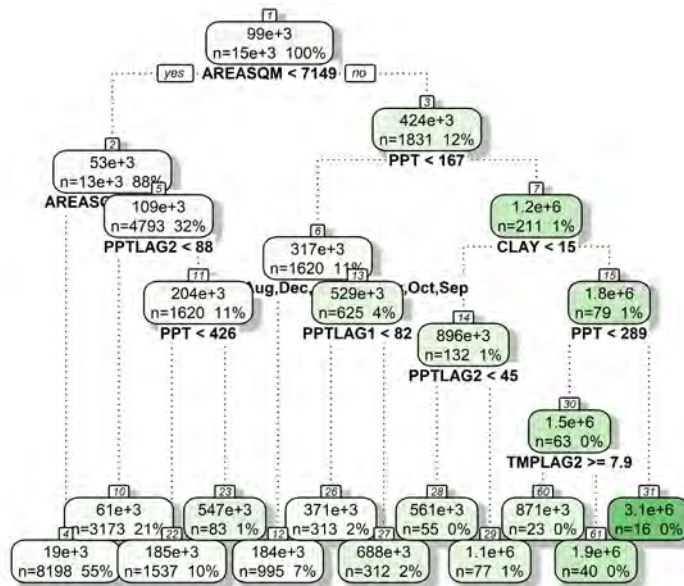 1
99e+3
n=15e+3 100%
yes AREASQM < 7149 no
3
424e+3
n=1831 12%
PPT < 167
2
53e+3
n=13e+3 88%
AREASQ
5
109e+3
n=4793 32%
PPTLAG2 < 88
6
317e+3
n=1620 11%
Aug,Dec, ,Oct,Sep
7
1.2e+6
n=211 1%
CLAY < 15
11
204e+3
n=1620 11%
PPT < 426
13
529e+3
n=625 4%
PPTLAG1 < 82
14
896e+3
n=132 1%
PPTLAG2 < 45
15
1.8e+6
n=79 1%
PPT < 289
30
1.5e+6
n=63 0%
TMPLAG2 >= 7.9
10
61e+3
n=3173 21%
23
547e+3
n=83 1%
26
371e+3
n=313 2%
28
561e+3
n=55 0%
60
871e+3
n=23 0%
31
3.1e+6
n=16 0%
4
19e+3
n=8198 55%
22
185e+3
n=1537 10%
12
184e+3
n=995 7%
27
688e+3
n=312 2%
29
1.1e+6
n=77 1%
61
1.9e+6
n=40 0%